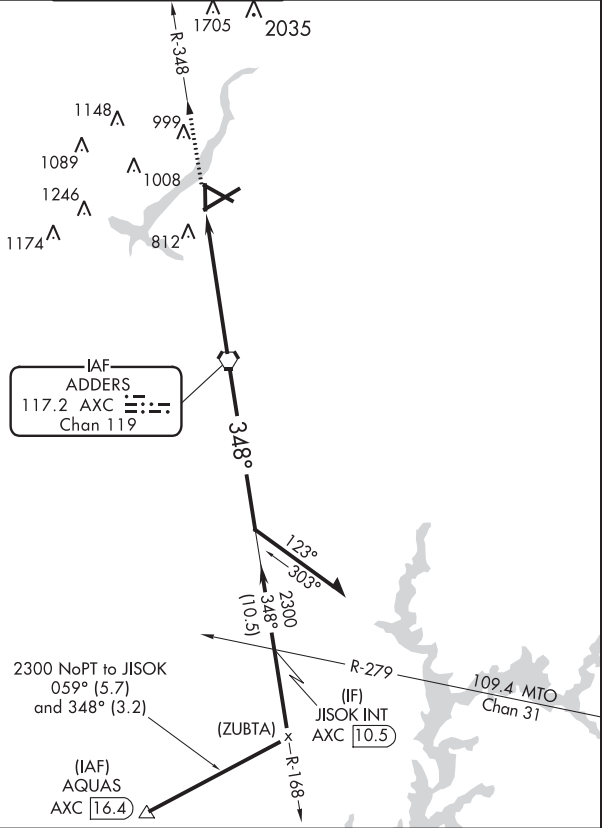 1705
2035
R-348
1148
999
1089
1008
1246
1174
812
IAF
ADDERS
117.2 AXC
Chan 119
348°
123°
303°
2300
348°
(10.5)
R-279
109.4 MTO
Chan 31
2300 NoPT to JISOK
059° (5.7)
and 348° (3.2)
(IF)
JISOK INT
AXC 10.5
(ZUBTA)
x
R-168
(IAF)
AQUAS
AXC 16.4